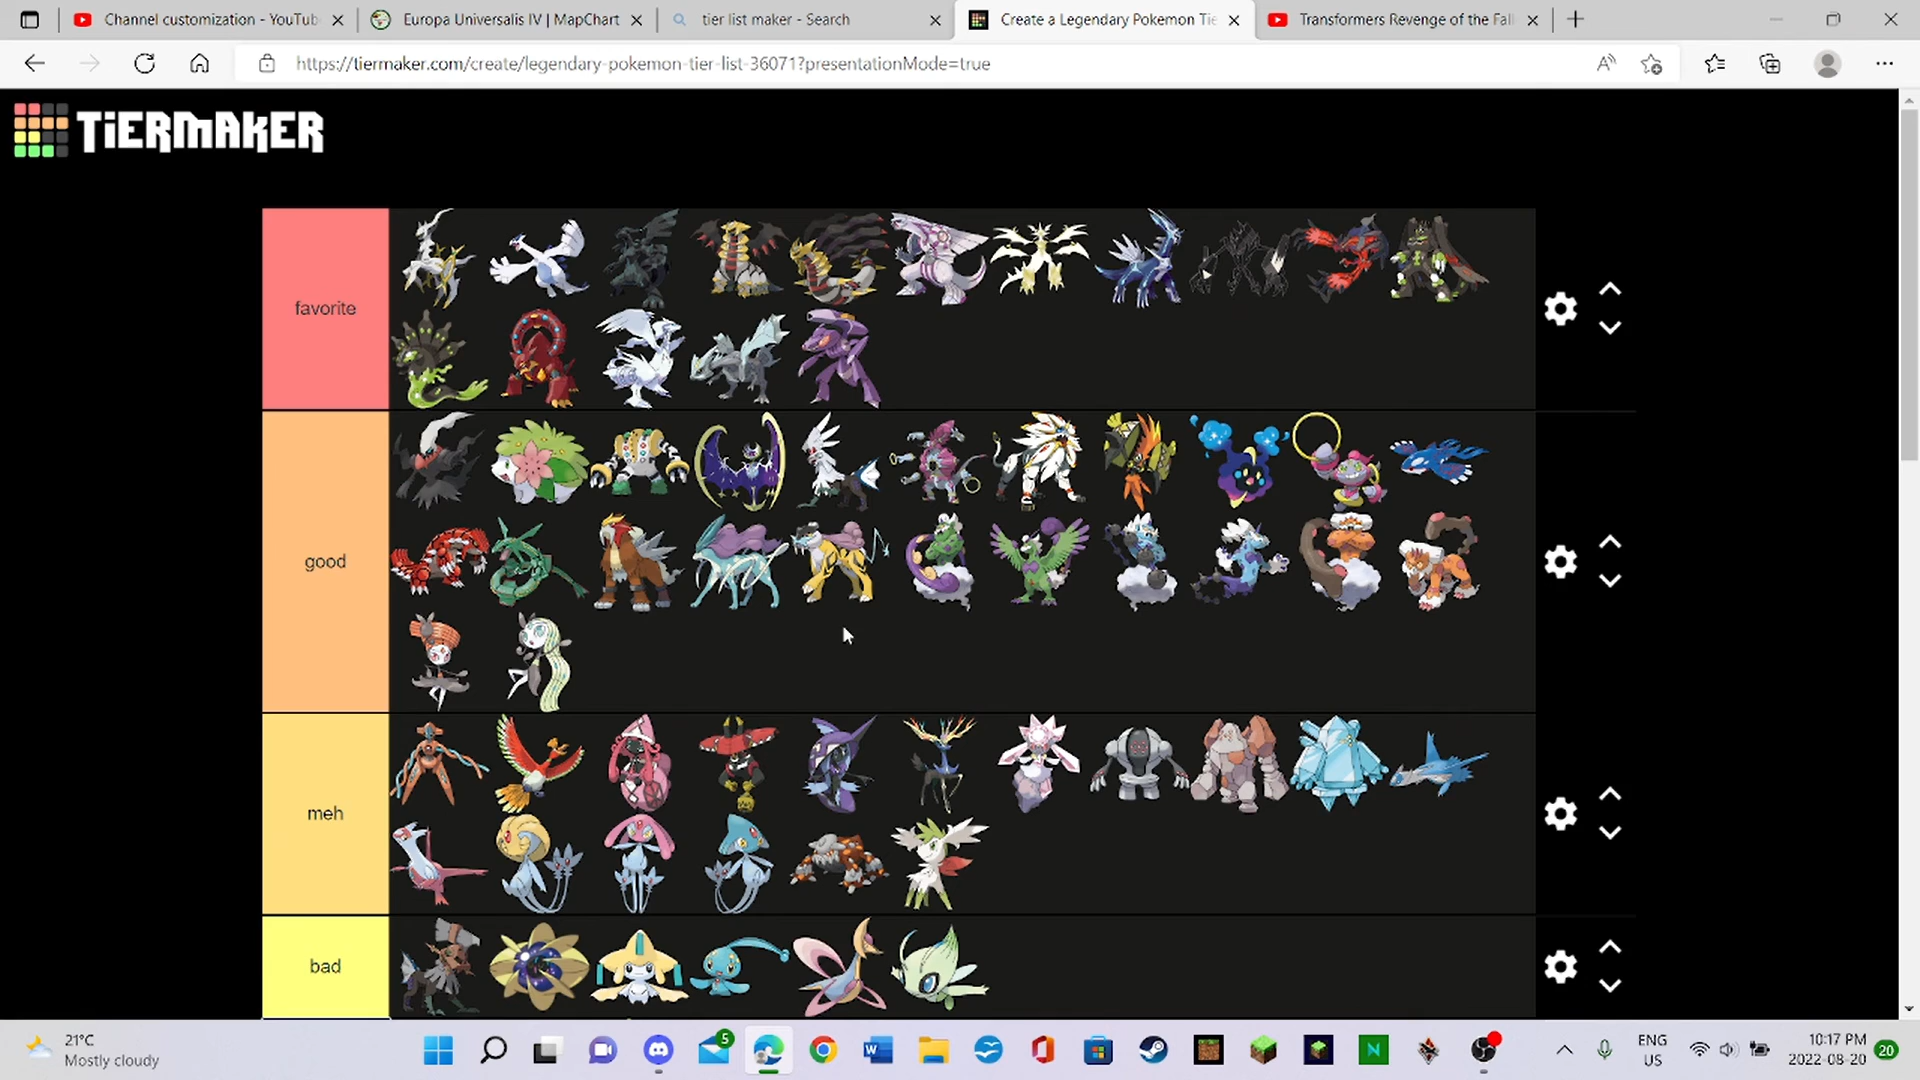 Channel customization - YouTub
Europa Universalis IV | MapChart
tier list maker - Search
Create a Legendary Pokemon Tie
Transformers Revenge of the Fal
https://tiermaker.com/create/legendary-pokemon-tier-list-36071?presentationMode=true
TiERMAKER
favorite
good
meh
bad
21°C
Mostly cloudy
5
W
N
ENG
US
10:17 PM
2022-08-20
20